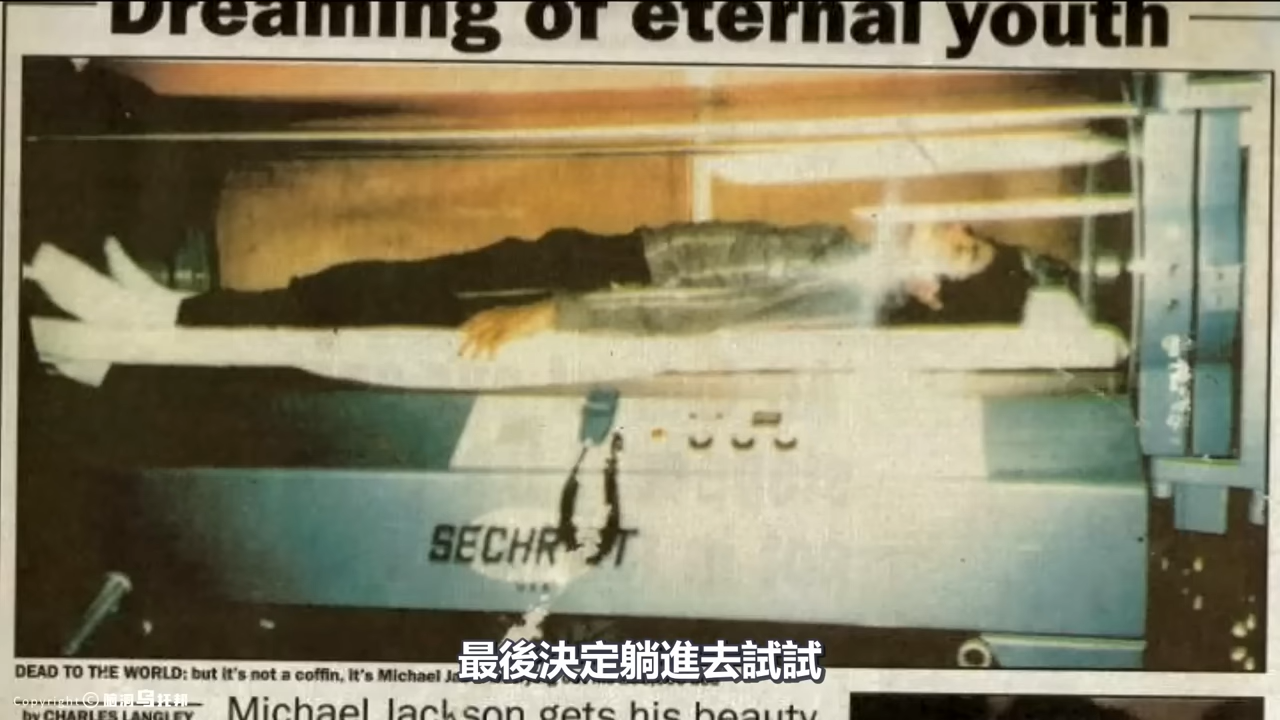 Dreaming of eternal youth
SECHR T
最後決定躺進去試試
DEAD TO THE WORLD: but it's not a coffin, it's Michael
Copyright ©
by CHARLES LANGLEY
Michael Jackson gets his beauty